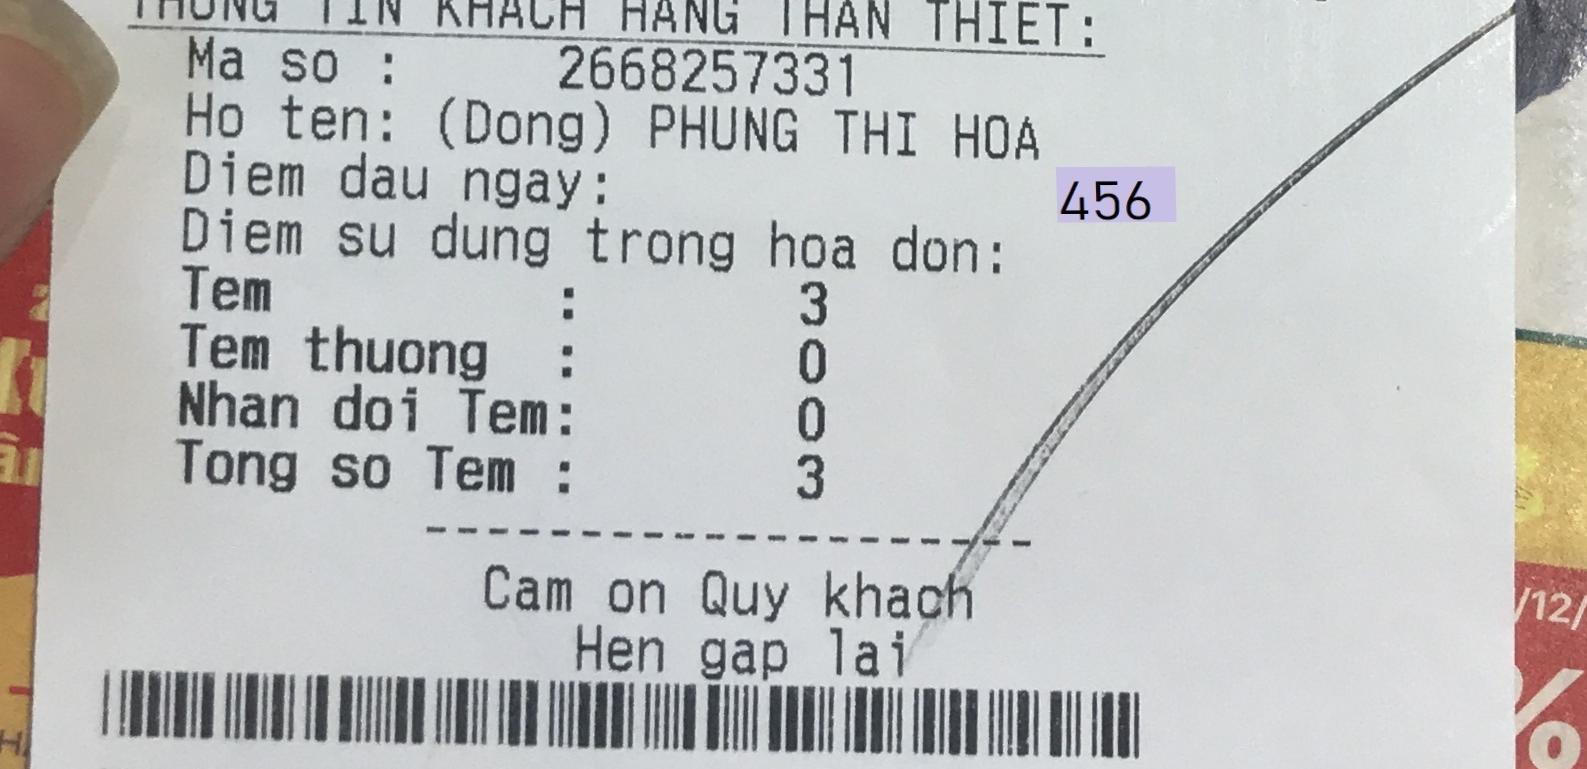 THONG TIN KHACH HANG THAN THIET:
Ma so : 2668257331
Ho ten: (Dong) PHUNG THI HOA
Diem dau ngay: 456
Diem su dung trong hoa don:
Tem : 3
Tem thuong : 0
Nhan doi Tem: 0
Tong so Tem : 3
--------------------
Cam on Quy khach
Hen gap lai
/12/
%